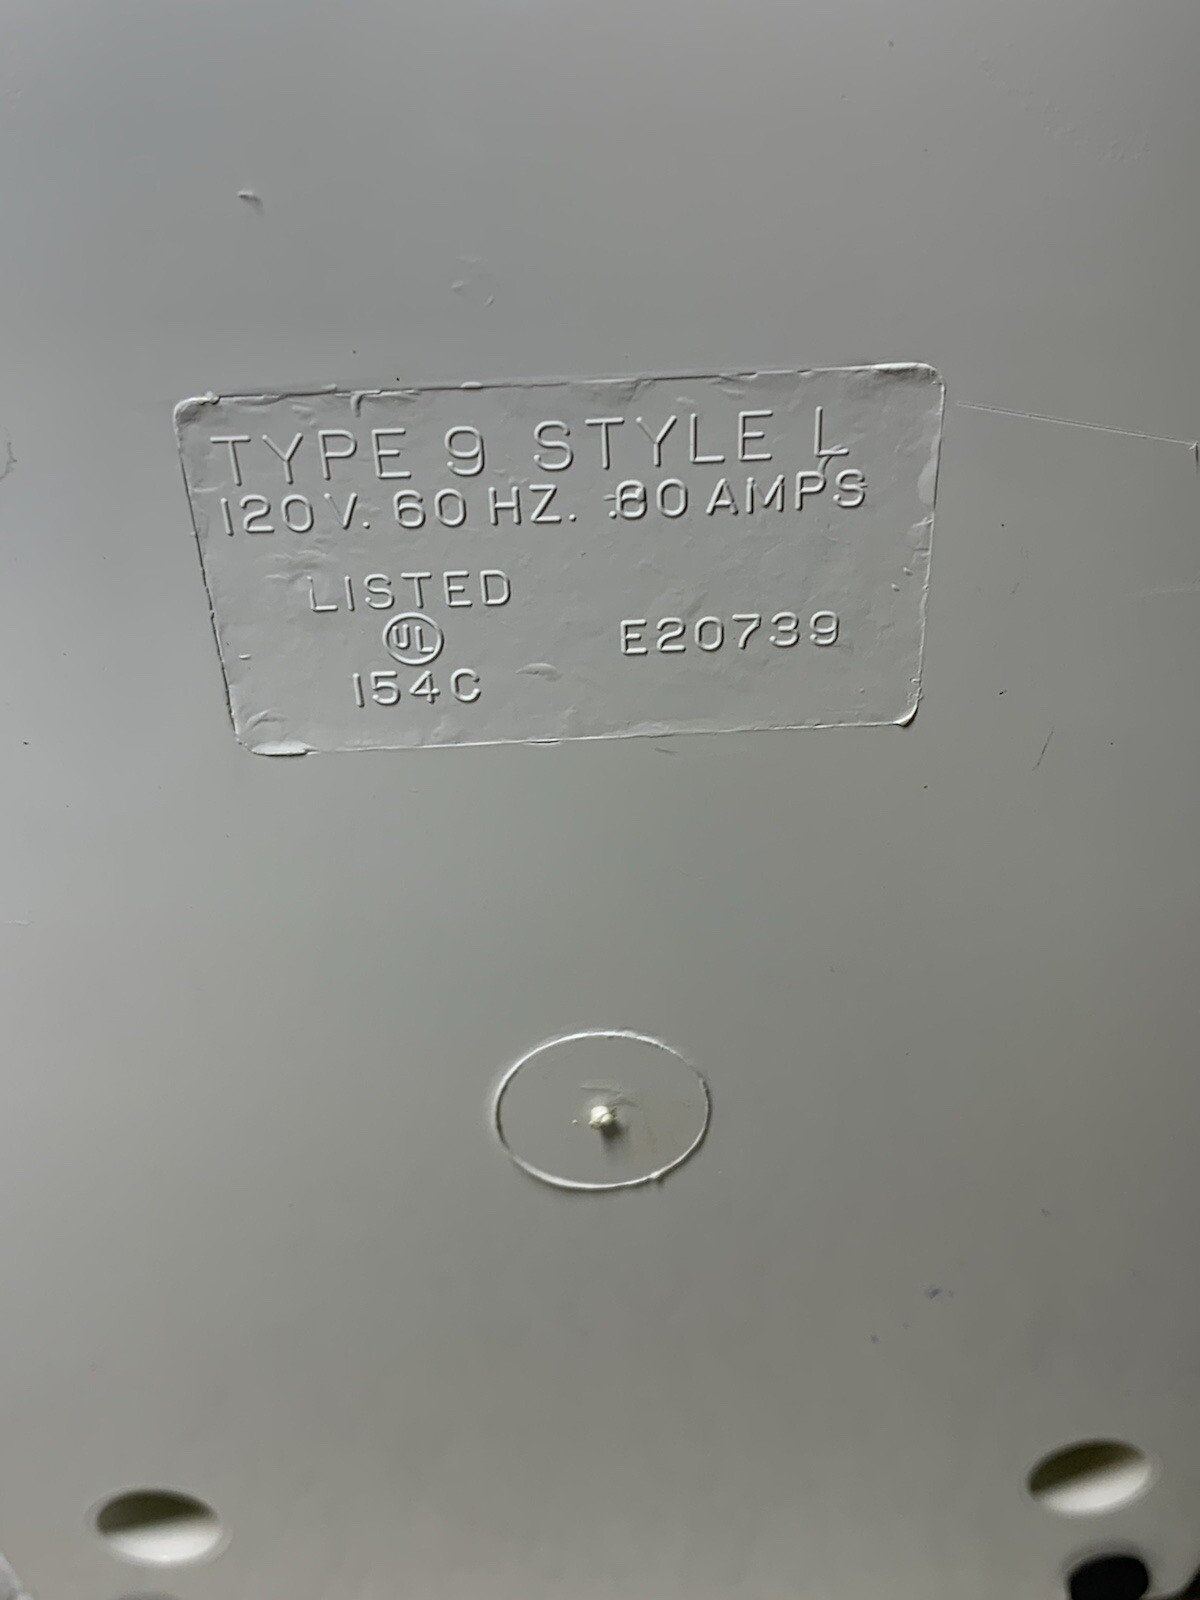 TYPE 9 STYLE L
120 V. 60 HZ. .80 AMPS
LISTED
UL
E20739
154C